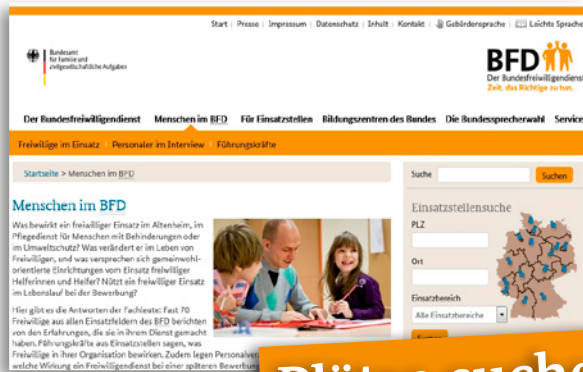 Start | Presse | Impressum | Datenschutz | Inhalt | Kontakt | Gebärdensprache | Leichte Sprache
Bundesamt
für Familie und
zivilgesellschaftliche Aufgaben
BFD
Der Bundesfreiwilligendienst
Zeit, das Richtige zu tun.
Der Bundesfreiwilligendienst Menschen im BFD Für Einsatzstellen Bildungszentren des Bundes Die Bundessprecherwahl Service
Freiwillige im Einsatz Personaler im Interview Führungskräfte
Startseite > Menschen im BFD
Suche Suchen
Menschen im BFD
Was bewirkt ein freiwilliger Einsatz im Altenheim, im
Pflegedienst für Menschen mit Behinderungen oder
im Umweltschutz? Was verändert er im Leben von
Freiwilligen, und was versprechen sich gemeinwohl-
orientierte Einrichtungen vom Einsatz freiwilliger
Helferinnen und Helfer? Nützt ein freiwilliger Einsatz
im Lebenslauf bei der Bewerbung?
Hier gibt es die Antworten der Fachleute: Fast 70
Freiwillige aus allen Einsatzfeldern des BFD berichten
von den Erfahrungen, die sie in ihrem Dienst gemacht
haben. Führungskräfte aus Einsatzstellen sagen, was
Freiwillige in ihrer Organisation bewirken. Zudem legen Personalver
welche Wirkung ein Freiwilligendienst bei einer späteren Bewerbung
Einsatzstellensuche
PLZ
Ort
Einsatzbereich
Alle Einsatzbereiche